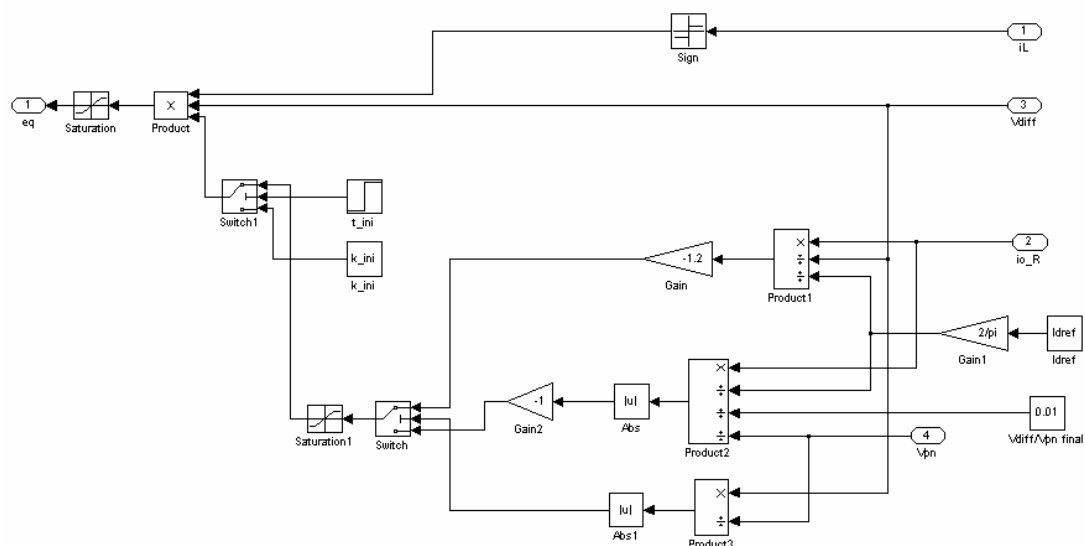 1
iL
Sign
1
eq
Saturation
×
Product
3
Vdiff
Switch1
t_ini
k_ini
k_ini
2
io_R
-1.2
Gain
×
÷
÷
Product1
2/pi
Gain1
Idref
Idref
Saturation1
Switch
-1
Gain2
|u|
Abs
×
÷
÷
÷
Product2
0.01
Vdiff/Vpn final
4
Vpn
|u|
Abs1
×
÷
Product3